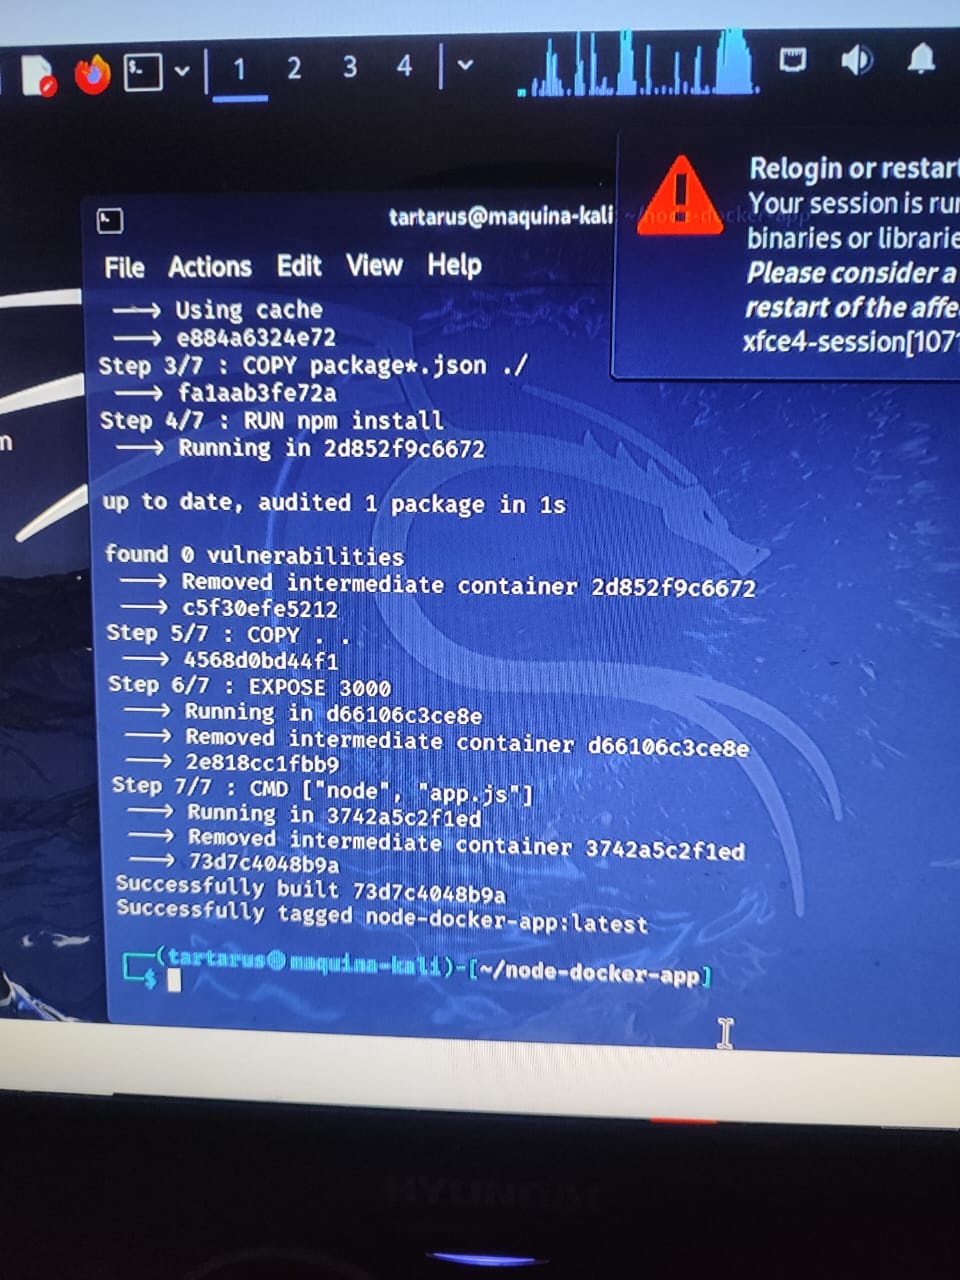 1 2 3 4
Relogin or restart
Your session is run
binaries or librarie
Please consider a
restart of the affe
xfce4-session[1071
tartarus@maquina-kali: ~/node-docker-app
File Actions Edit View Help
---> Using cache
---> e884a6324e72
Step 3/7 : COPY package*.json ./
---> fa1aab3fe72a
Step 4/7 : RUN npm install
---> Running in 2d852f9c6672
up to date, audited 1 package in 1s
found 0 vulnerabilities
---> Removed intermediate container 2d852f9c6672
---> c5f30efe5212
Step 5/7 : COPY . .
---> 4568d0bd44f1
Step 6/7 : EXPOSE 3000
---> Running in d66106c3ce8e
---> Removed intermediate container d66106c3ce8e
---> 2e818cc1fbb9
Step 7/7 : CMD ["node", "app.js"]
---> Running in 3742a5c2f1ed
---> Removed intermediate container 3742a5c2f1ed
---> 73d7c4048b9a
Successfully built 73d7c4048b9a
Successfully tagged node-docker-app:latest
(tartarus㉿maquina-kali)-[~/node-docker-app]
$
HYUNDAI